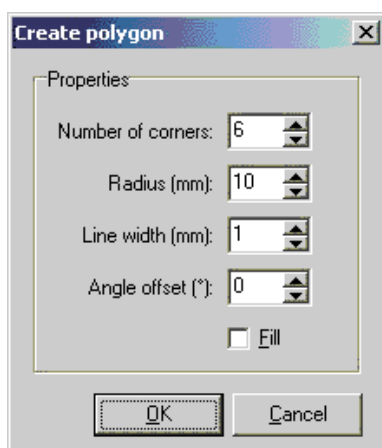 Create polygon
Properties
Number of corners: 6
Radius (mm): 10
Line width (mm): 1
Angle offset (°): 0
Fill
OK Cancel